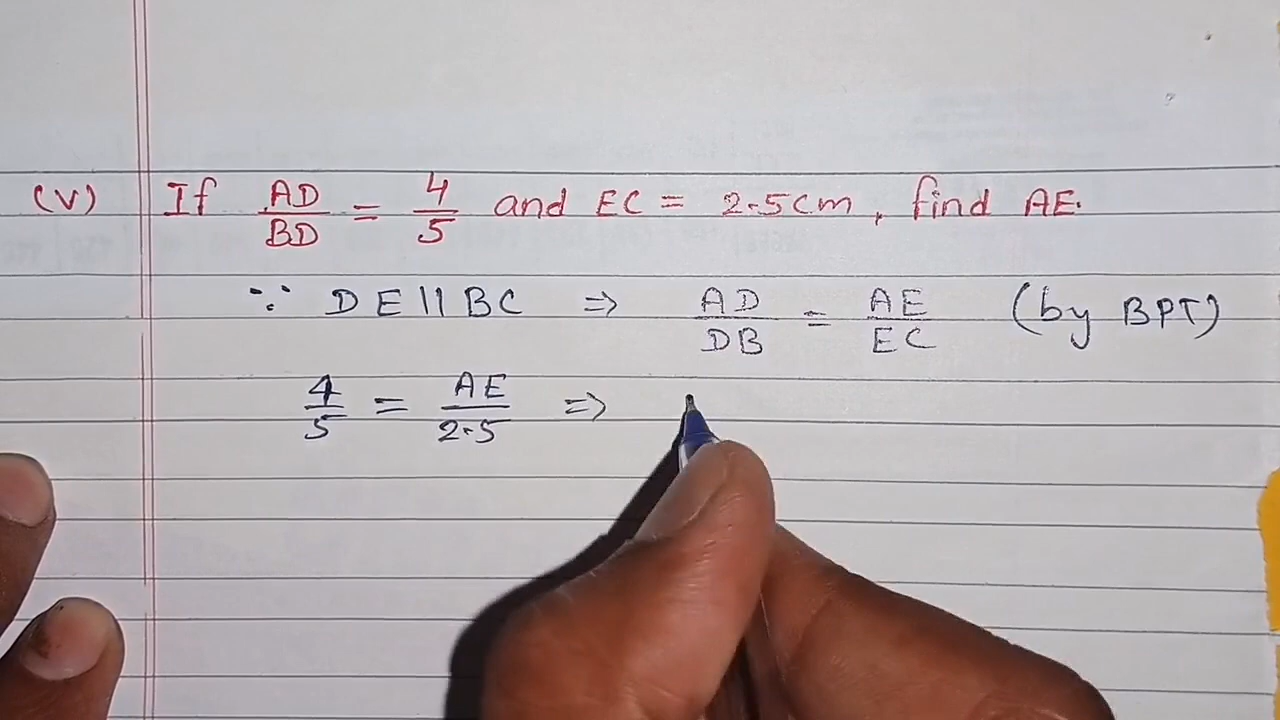 (V) If AD/BD = 4/5 and EC = 2.5cm, find AE.
∵ DE || BC ⇒ AD/DB = AE/EC (by BPT)
4/5 = AE/2.5 ⇒